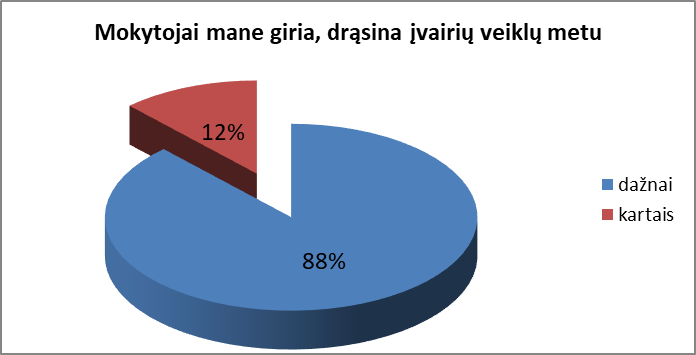 Mokytojai mane giria, drąsina įvairių veiklų metu
12%
dažnai
kartais
88%